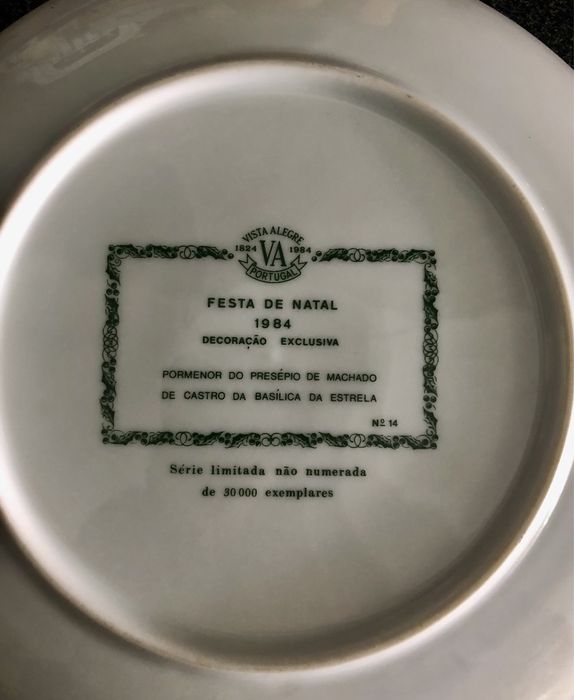 VISTA ALEGRE
1824 VA 1984
PORTUGAL
FESTA DE NATAL
1984
DECORAÇÃO EXCLUSIVA
PORMENOR DO PRESÉPIO DE MACHADO
DE CASTRO DA BASÍLICA DA ESTRELA
Nº 14
Série limitada não numerada
de 30000 exemplares